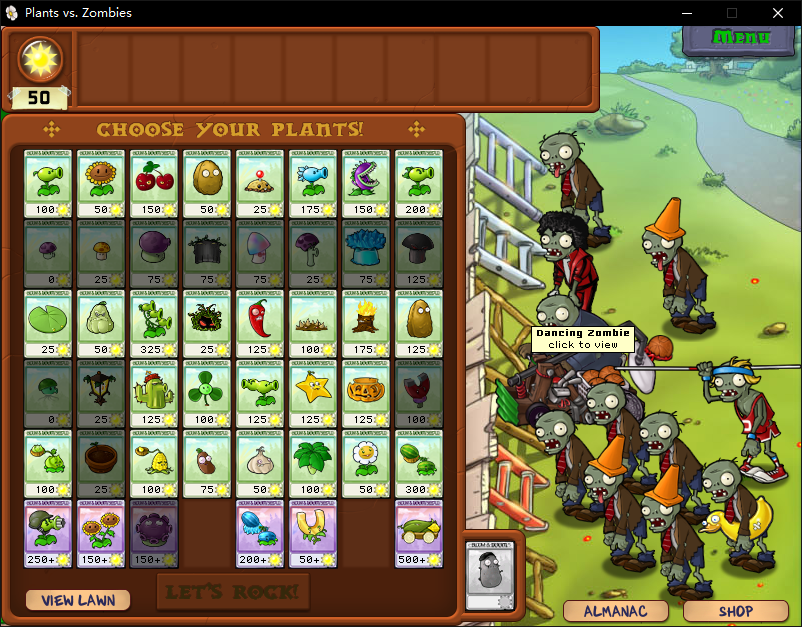 Plants vs. Zombies
Menu
50
CHOOSE YOUR PLANTS!
100 50 150 50 25 175 150 200
0 25 75 75 75 25 75 125
25 50 325 25 125 100 175 125
0 25 125 100 125 125 125 100
100 25 100 75 50 100 50 300
250+ 150+ 150+ 200+ 50+ 500+
Dancing Zombie
click to view
LET'S ROCK!
VIEW LAWN
ALMANAC
SHOP